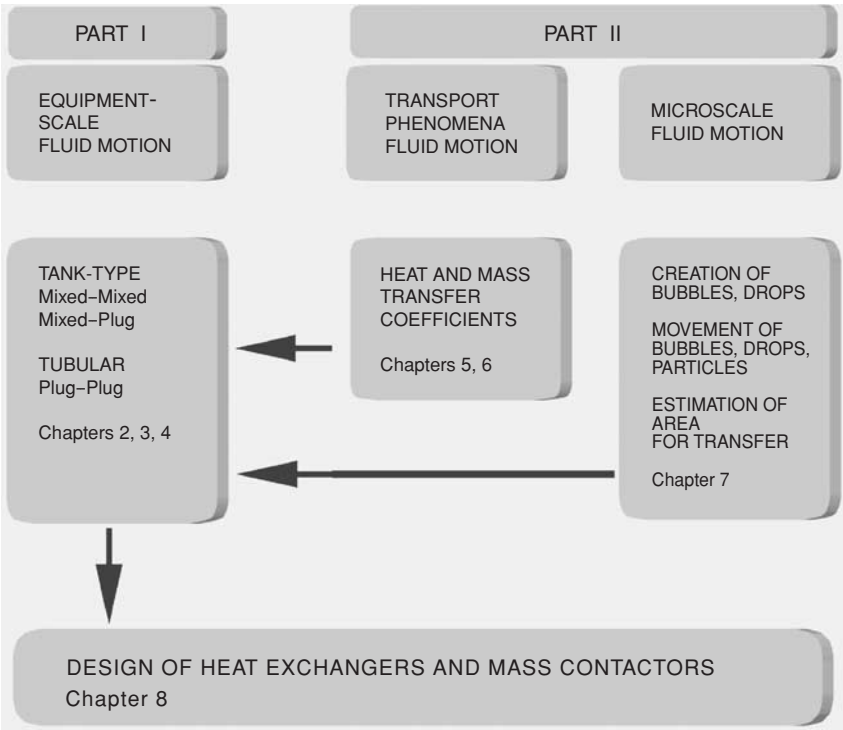 PART I
PART II
EQUIPMENT-
SCALE
FLUID MOTION
TRANSPORT
PHENOMENA
FLUID MOTION
MICROSCALE
FLUID MOTION
TANK-TYPE
Mixed–Mixed
Mixed–Plug
TUBULAR
Plug–Plug
Chapters 2, 3, 4
HEAT AND MASS
TRANSFER
COEFFICIENTS
Chapters 5, 6
CREATION OF
BUBBLES, DROPS
MOVEMENT OF
BUBBLES, DROPS,
PARTICLES
ESTIMATION OF
AREA
FOR TRANSFER
Chapter 7
DESIGN OF HEAT EXCHANGERS AND MASS CONTACTORS
Chapter 8